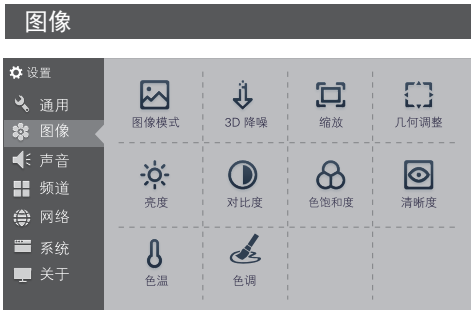 图像
设置
通用
图像
声音
频道
网络
系统
关于
图像模式 3D 降噪 缩放 几何调整
亮度 对比度 色饱和度 清晰度
色温 色调